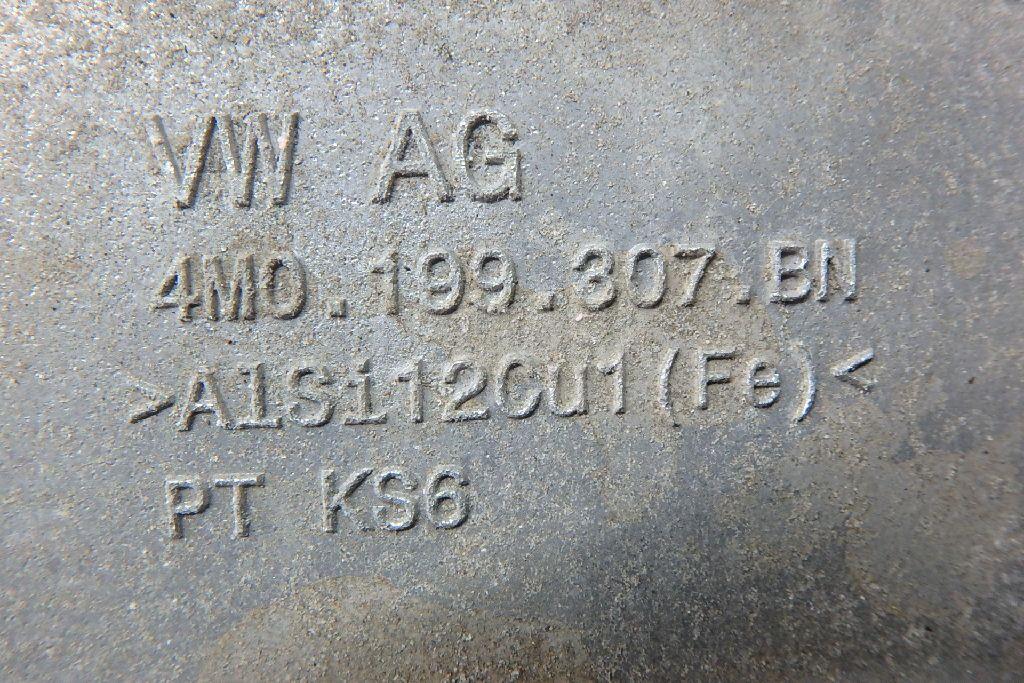 VW AG
4M0.199.307.BN
>AlSi12Cu1(Fe)<
PT KS6